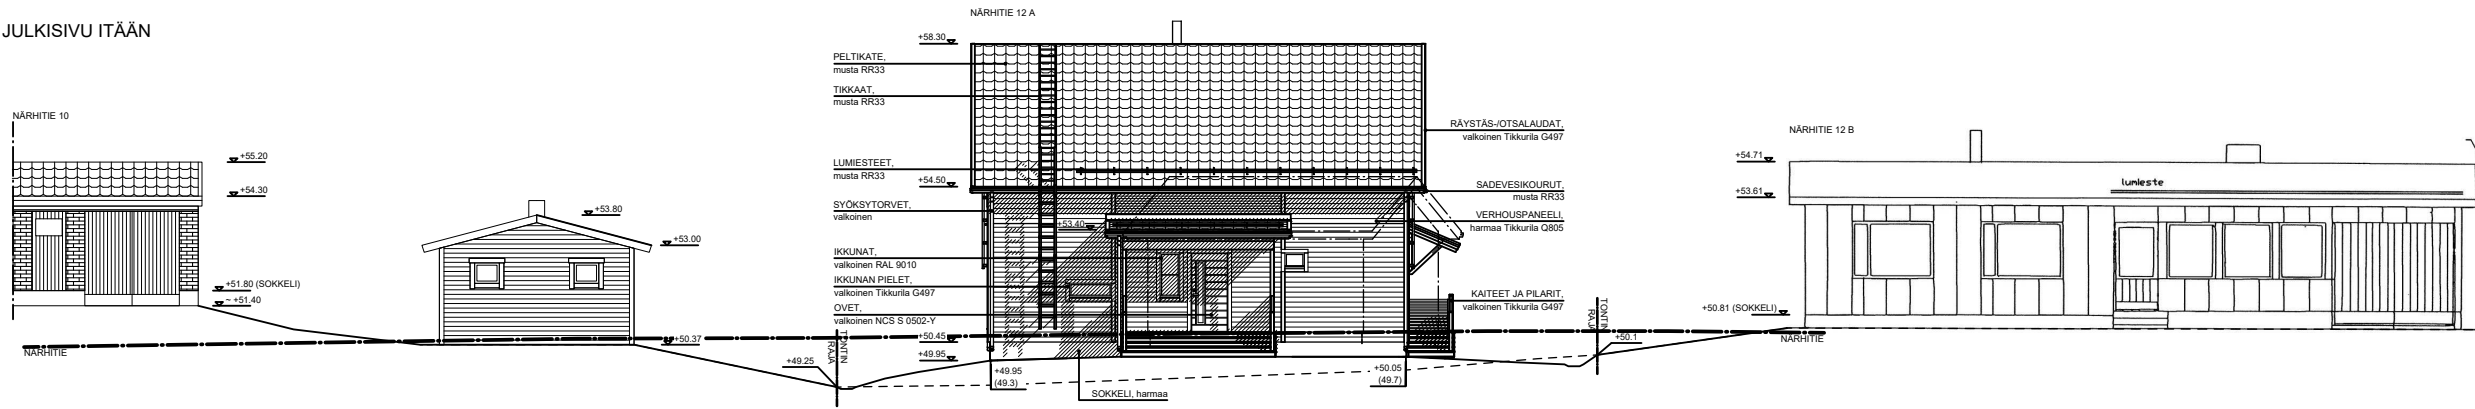 JULKISIVU ITÄÄN
NÄRHITIE 10
+55.20
+54.30
+51.80 (SOKKELI)
~ +51.40
NÄRHITIE
+53.80
+53.00
+50.37
TONTIN
RAJA
+49.25
NÄRHITIE 12 A
+58.30
PELTIKATE,
musta RR33
TIKKAAT,
musta RR33
LUMIESTEET,
musta RR33
+54.50
SYÖKSYTORVET,
valkoinen
+53.40
IKKUNAT,
valkoinen RAL 9010
IKKUNAN PIELET,
valkoinen Tikkurila G497
OVET,
valkoinen NCS S 0502-Y
+50.45
+49.95
+49.95
(49.3)
SOKKELI, harmaa
+50.05
(49.7)
RÄYSTÄS-/OTSALAUDAT,
valkoinen Tikkurila G497
SADEVESIKOURUT,
musta RR33
VERHOUSPANEELI,
harmaa Tikkurila Q805
KAITEET JA PILARIT,
valkoinen Tikkurila G497
TONTIN
RAJA
+50.1
NÄRHITIE 12 B
+54.71
+53.61
lumieste
+50.81 (SOKKELI)
NÄRHITIE